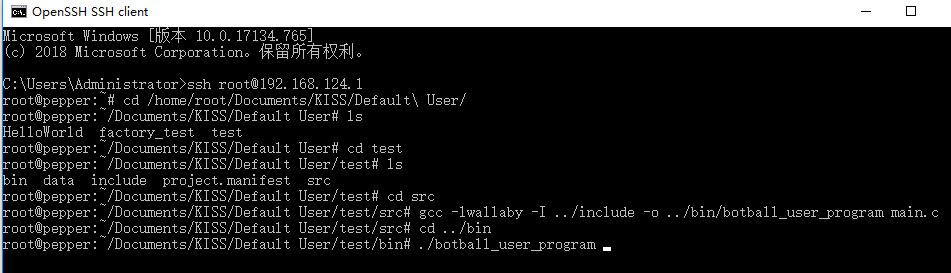 OpenSSH SSH client
Microsoft Windows [版本 10.0.17134.765]
(c) 2018 Microsoft Corporation。保留所有权利。
C:\Users\Administrator>ssh root@192.168.124.1
root@pepper:~# cd /home/root/Documents/KISS/Default\ User/
root@pepper:~/Documents/KISS/Default User# ls
HelloWorld  factory_test  test
root@pepper:~/Documents/KISS/Default User# cd test
root@pepper:~/Documents/KISS/Default User/test# ls
bin  data  include  project.manifest  src
root@pepper:~/Documents/KISS/Default User/test# cd src
root@pepper:~/Documents/KISS/Default User/test/src# gcc -lwallaby -I ../include -o ../bin/botball_user_program main.c
root@pepper:~/Documents/KISS/Default User/test/src# cd ../bin
root@pepper:~/Documents/KISS/Default User/test/bin# ./botball_user_program